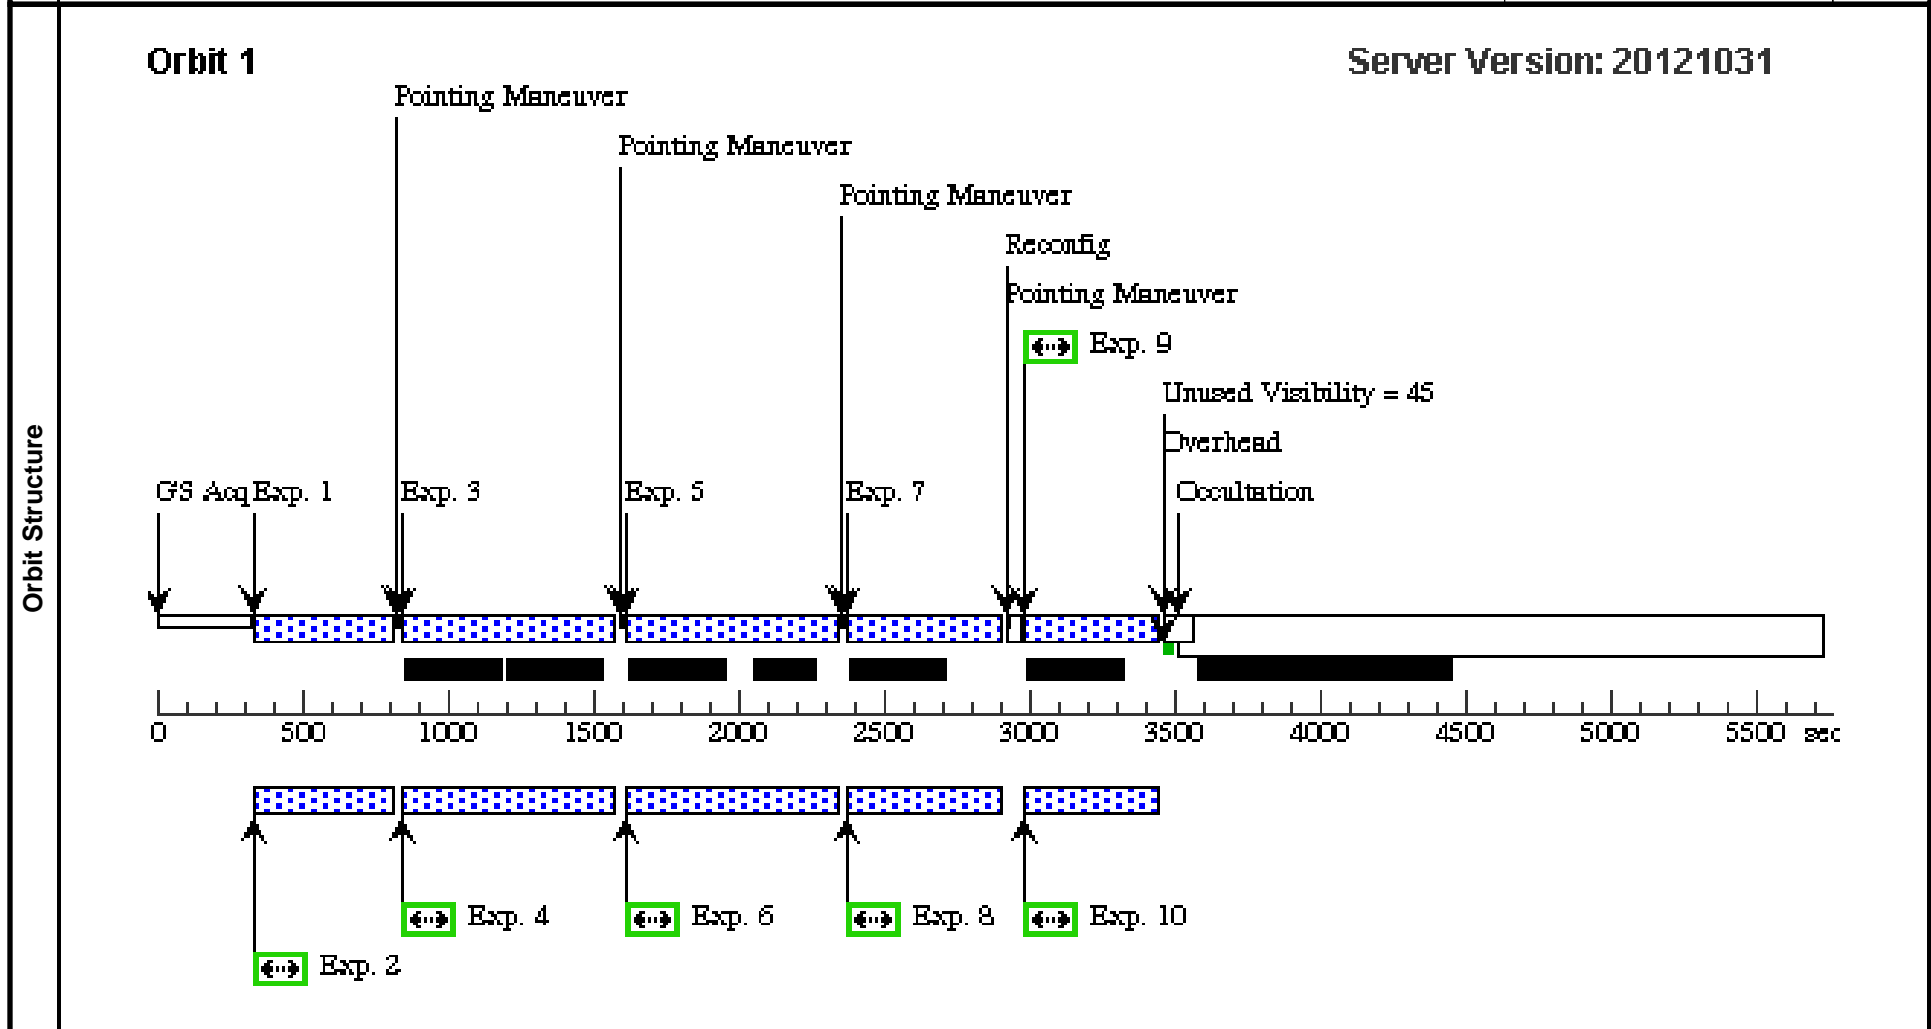 Orbit 1
Server Version: 20121031
Pointing Maneuver
Pointing Maneuver
Pointing Maneuver
Reconfig
Pointing Maneuver
Exp. 9
Unused Visibility = 45
Overhead
GS Acq Exp. 1 Exp. 3 Exp. 5 Exp. 7 Occultation
Orbit Structure
0 500 1000 1500 2000 2500 3000 3500 4000 4500 5000 5500 sec
Exp. 4 Exp. 6 Exp. 8 Exp. 10
Exp. 2